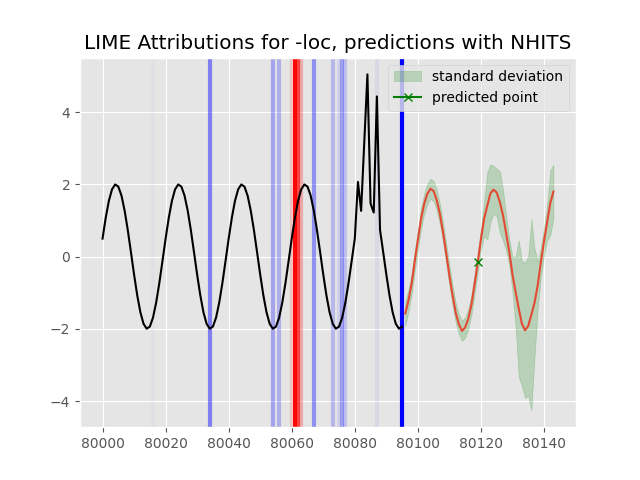 LIME Attributions for -loc, predictions with NHITS
standard deviation
predicted point
4
2
0
−2
−4
80000 80020 80040 80060 80080 80100 80120 80140